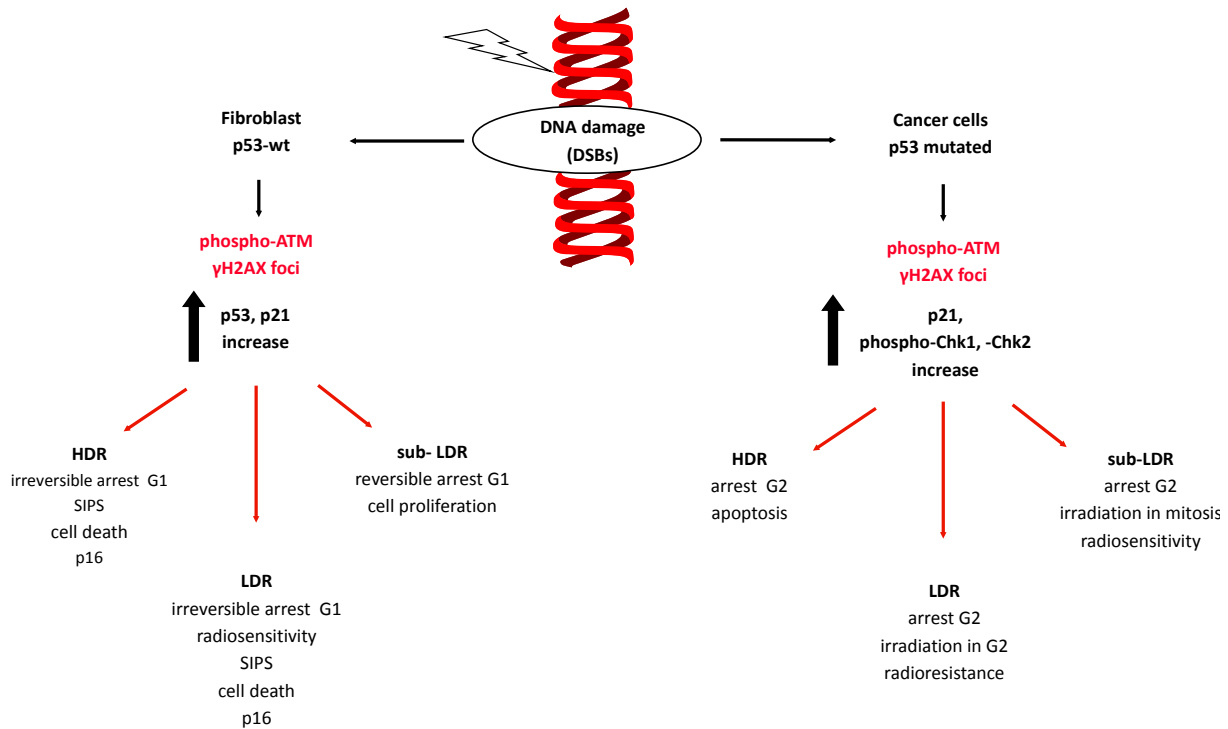 DNA damage
(DSBs)
Fibroblast
p53-wt
phospho-ATM
γH2AX foci
p53, p21
increase
HDR
irreversible arrest G1
SIPS
cell death
p16
LDR
irreversible arrest G1
radiosensitivity
SIPS
cell death
p16
sub- LDR
reversible arrest G1
cell proliferation
Cancer cells
p53 mutated
phospho-ATM
γH2AX foci
p21,
phospho-Chk1, -Chk2
increase
HDR
arrest G2
apoptosis
LDR
arrest G2
irradiation in G2
radioresistance
sub-LDR
arrest G2
irradiation in mitosis
radiosensitivity